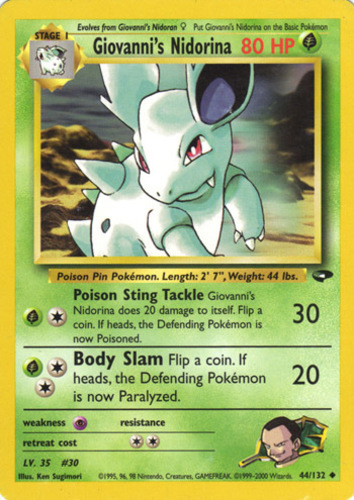 Evolves from Giovanni's Nidoran ♀ Put Giovanni's Nidorina on the Basic Pokémon
STAGE 1
Giovanni's Nidorina 80 HP
Poison Pin Pokémon. Length: 2' 7", Weight: 44 lbs.
Poison Sting Tackle Giovanni's
Nidorina does 20 damage to itself. Flip a
coin. If heads, the Defending Pokémon
is now Poisoned.
30
Body Slam Flip a coin. If
heads, the Defending Pokémon
is now Paralyzed.
20
weakness
resistance
retreat cost
LV. 35 #30
Illus. Ken Sugimori
©1995, 96, 98 Nintendo, Creatures, GAMEFREAK. ©1999-2000 Wizards.
44/132 ◆